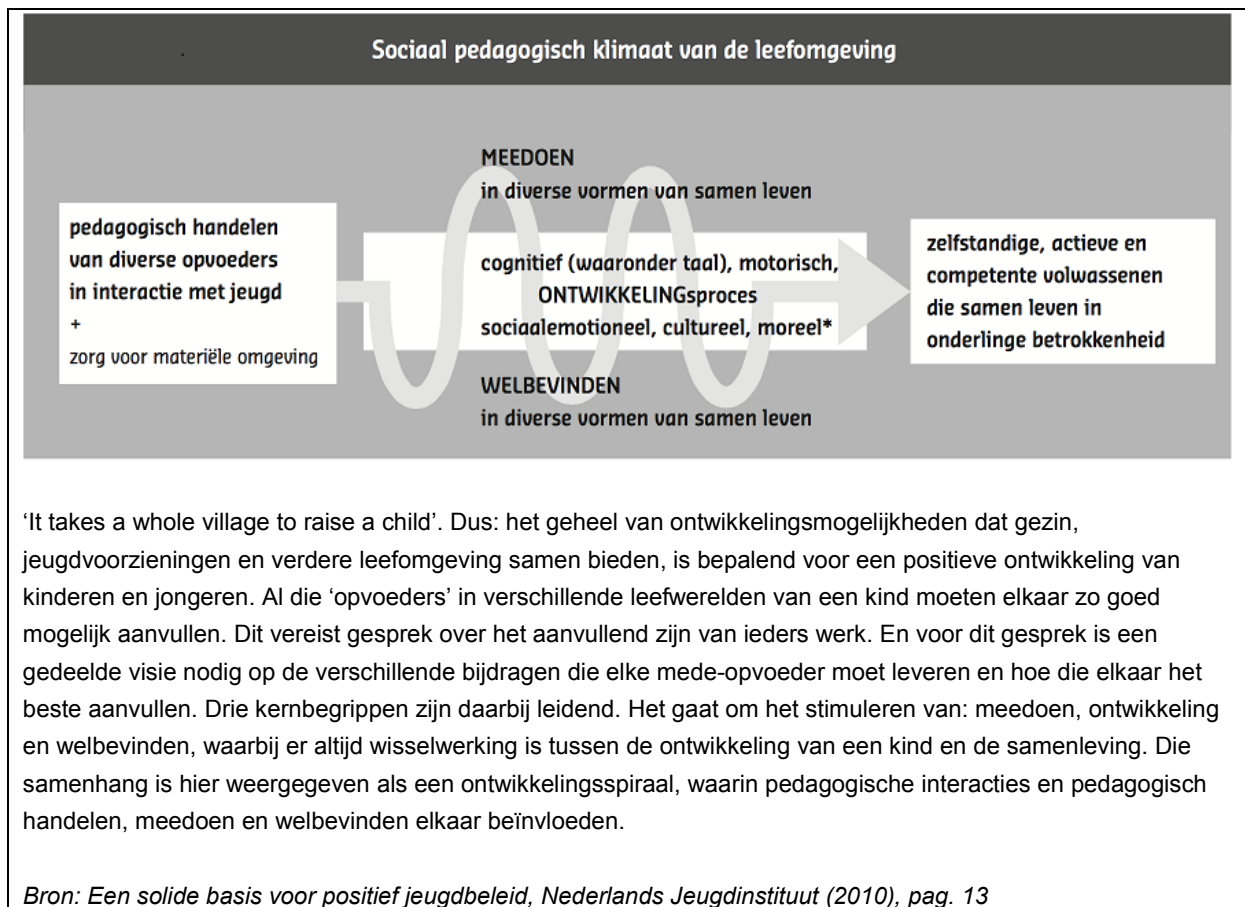 Sociaal pedagogisch klimaat van de leefomgeving
MEEDOEN
in diverse vormen van samen leven
pedagogisch handelen
van diverse opvoeders
in interactie met jeugd
+
zorg voor materiële omgeving
cognitief (waaronder taal), motorisch,
ONTWIKKELINGsproces
sociaalemotioneel, cultureel, moreel*
zelfstandige, actieve en
competente volwassenen
die samen leven in
onderlinge betrokkenheid
WELBEVINDEN
in diverse vormen van samen leven
‘It takes a whole village to raise a child’. Dus: het geheel van ontwikkelingsmogelijkheden dat gezin,
jeugdvoorzieningen en verdere leefomgeving samen bieden, is bepalend voor een positieve ontwikkeling van
kinderen en jongeren. Al die ‘opvoeders’ in verschillende leefwerelden van een kind moeten elkaar zo goed
mogelijk aanvullen. Dit vereist gesprek over het aanvullend zijn van ieders werk. En voor dit gesprek is een
gedeelde visie nodig op de verschillende bijdragen die elke mede-opvoeder moet leveren en hoe die elkaar het
beste aanvullen. Drie kernbegrippen zijn daarbij leidend. Het gaat om het stimuleren van: meedoen, ontwikkeling
en welbevinden, waarbij er altijd wisselwerking is tussen de ontwikkeling van een kind en de samenleving. Die
samenhang is hier weergegeven als een ontwikkelingsspiraal, waarin pedagogische interacties en pedagogisch
handelen, meedoen en welbevinden elkaar beïnvloeden.
Bron: Een solide basis voor positief jeugdbeleid, Nederlands Jeugdinstituut (2010), pag. 13